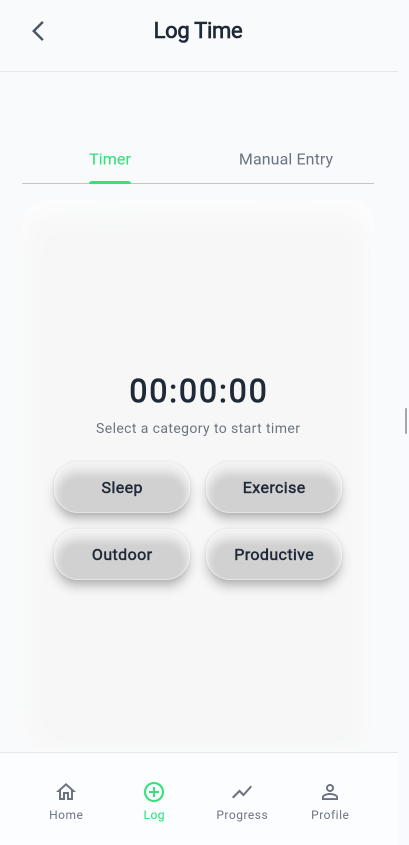 Log Time
Timer Manual Entry
00:00:00
Select a category to start timer
Sleep Exercise
Outdoor Productive
Home Log Progress Profile